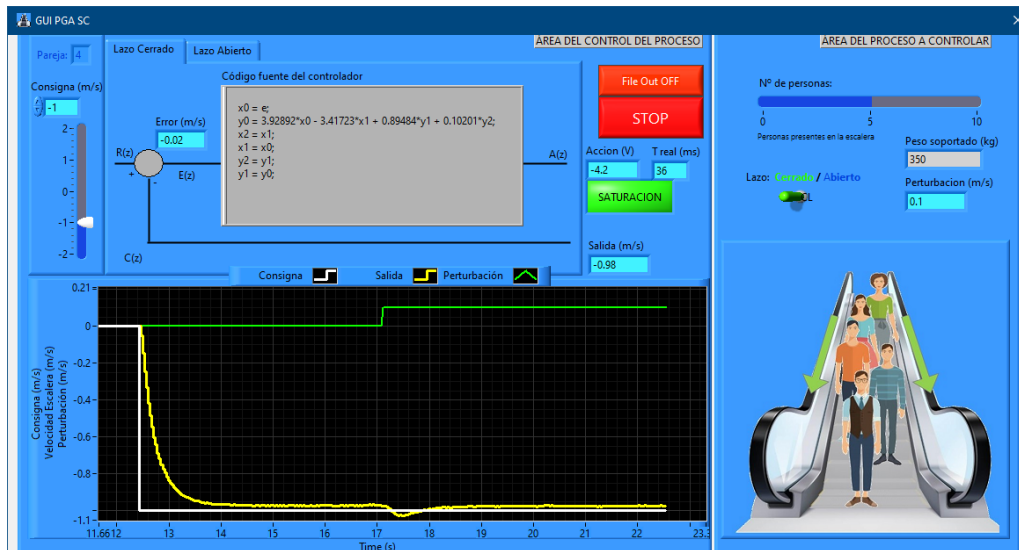 GUI PGA SC
Pareja: 4
Lazo Cerrado
Lazo Abierto
AREA DEL CONTROL DEL PROCESO
Consigna (m/s)
-1
2
1
0
-1
-2
Código fuente del controlador
x0 = e;
y0 = 3.92892*x0 - 3.41723*x1 + 0.89484*y1 + 0.10201*y2;
x2 = x1;
x1 = x0;
y2 = y1;
y1 = y0;
Error (m/s)
-0.02
R(z)
+
-
E(z)
A(z)
C(z)
File Out OFF
STOP
Accion (V)
-4.2
T real (ms)
36
SATURACION
Salida (m/s)
-0.98
Consigna
Salida
Perturbación
Consigna (m/s)
Velocidad Escalera (m/s)
Perturbación (m/s)
0.21
0
-0.2
-0.4
-0.6
-0.8
-1.1
11.6612
13
14
15
16
17
18
19
20
21
22
23.3
Time (s)
AREA DEL PROCESO A CONTROLAR
Nº de personas:
0
5
10
Personas presentes en la escalera
Peso soportado (kg)
350
Lazo: Cerrado / Abierto
CL
Perturbacion (m/s)
0.1